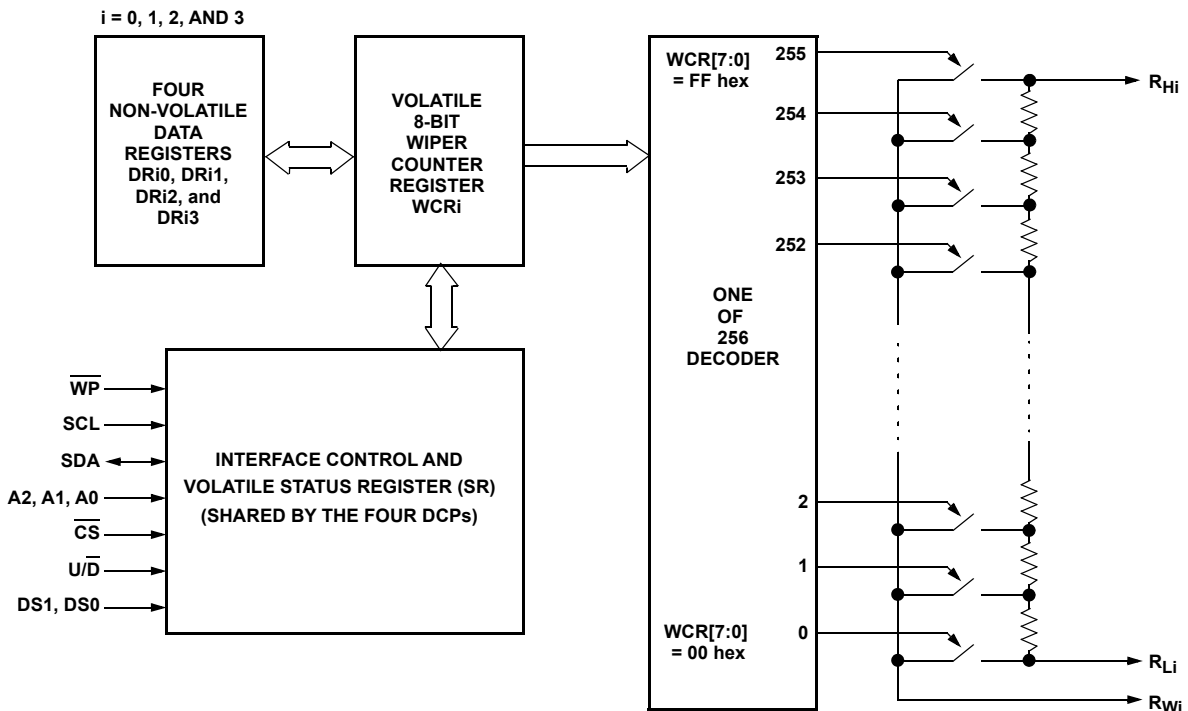 i = 0, 1, 2, AND 3
FOUR
NON-VOLATILE
DATA
REGISTERS
DRi0, DRi1,
DRi2, and
DRi3
VOLATILE
8-BIT
WIPER
COUNTER
REGISTER
WCRi
WCR[7:0]
= FF hex
255
254
253
252
ONE
OF
256
DECODER
2
1
0
WCR[7:0]
= 00 hex
RHi
RLi
RWi
WP
SCL
SDA
A2, A1, A0
CS
U/D
DS1, DS0
INTERFACE CONTROL AND
VOLATILE STATUS REGISTER (SR)
(SHARED BY THE FOUR DCPs)